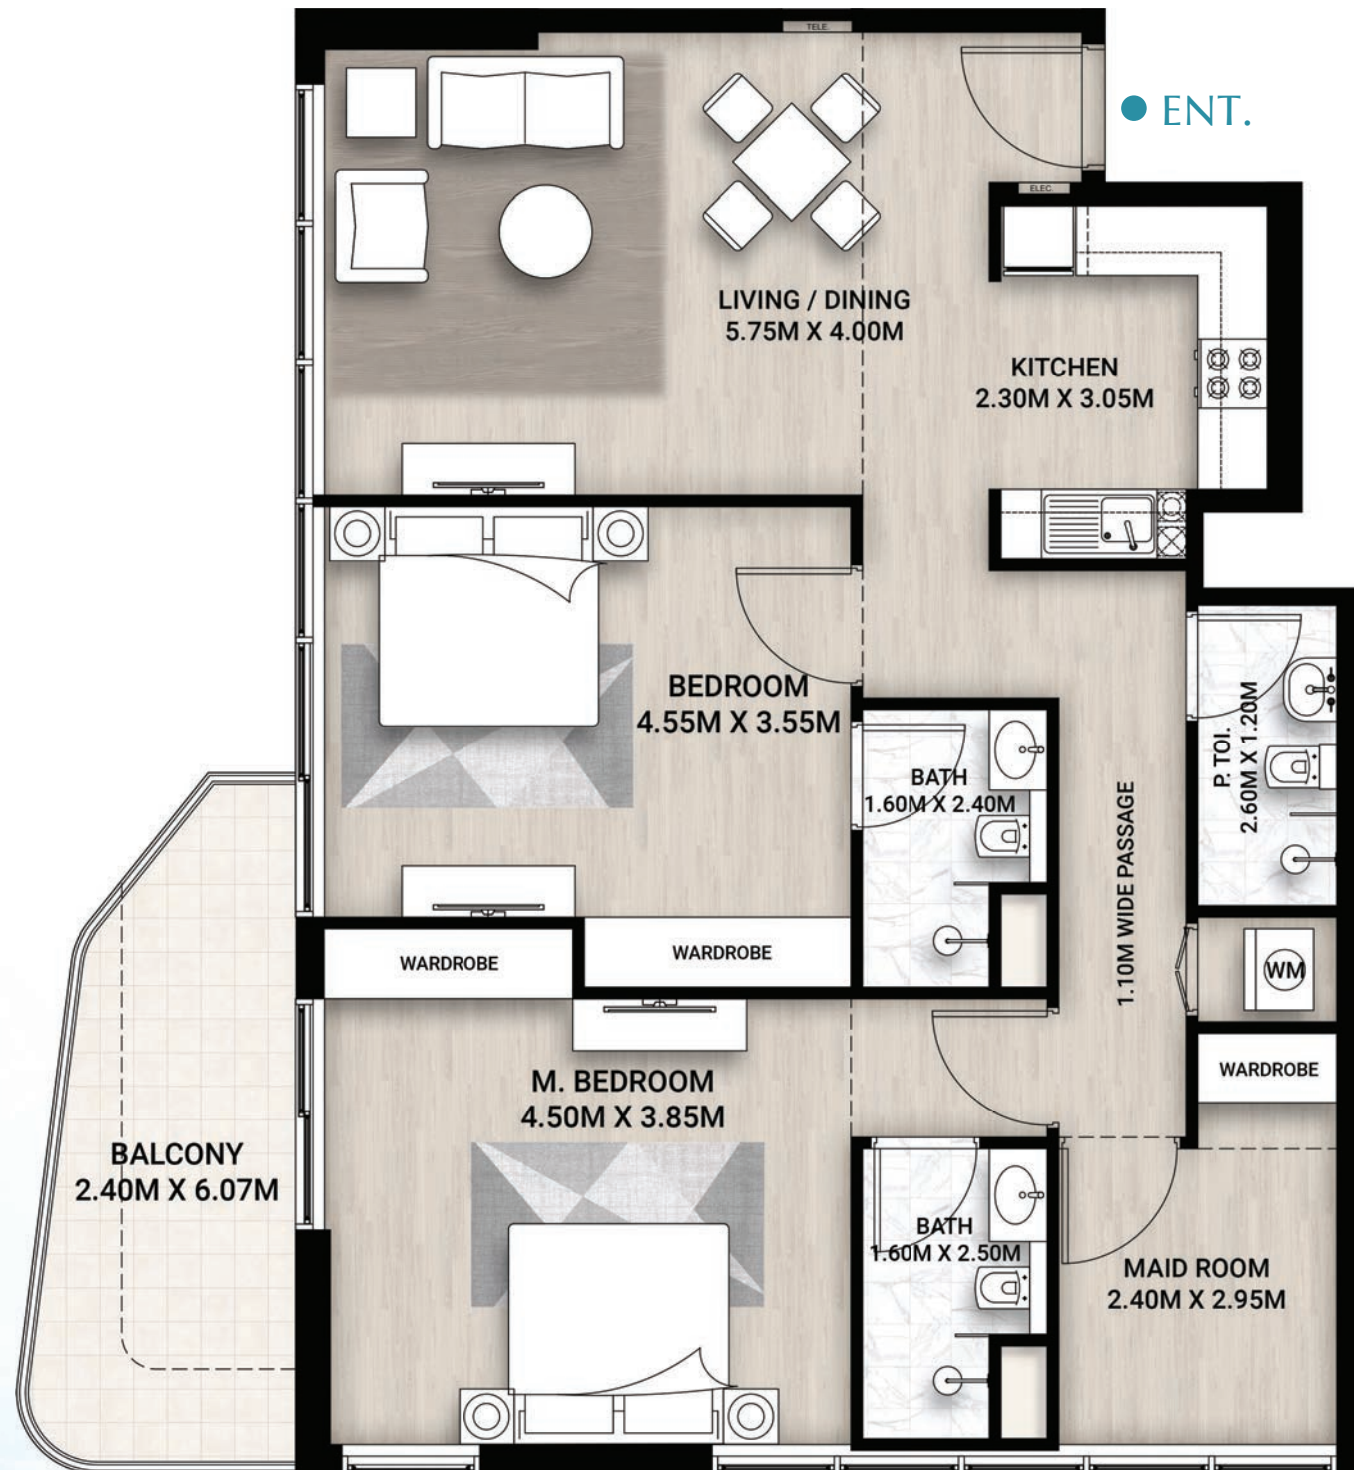 TELE.
ENT.
ELEC.
LIVING / DINING
5.75M X 4.00M
KITCHEN
2.30M X 3.05M
BEDROOM
4.55M X 3.55M
P. TOI.
2.60M X 1.20M
BATH
1.60M X 2.40M
1.10M WIDE PASSAGE
WARDROBE
WARDROBE
WM
WARDROBE
M. BEDROOM
4.50M X 3.85M
BALCONY
2.40M X 6.07M
BATH
1.60M X 2.50M
MAID ROOM
2.40M X 2.95M